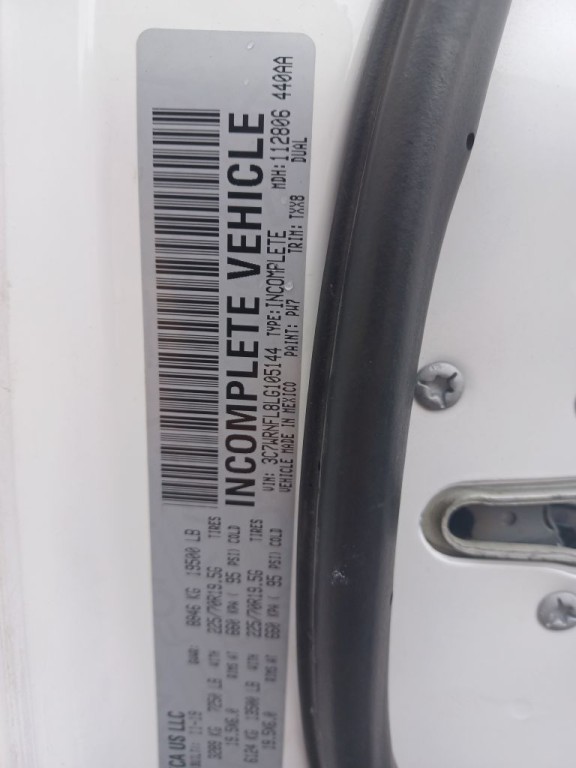 CA US LLC
11-19 GVWR: 8846 KG 19500 LB
3289 KG 7250 LB WITH 225/70R19.5G TIRES
19.5X6.0 RIMS AT 660 KPA ( 95 PSI) COLD
6124 KG 13500 LB WITH 225/70R19.5G TIRES
19.5X6.0 RIMS AT 660 KPA ( 95 PSI) COLD
INCOMPLETE VEHICLE
VIN: 3C7WRNFL8LG105144 TYPE:INCOMPLETE MDH:112806 440AA
VEHICLE MADE IN MEXICO PAINT: PW7 TRIM: TXX8 DUAL